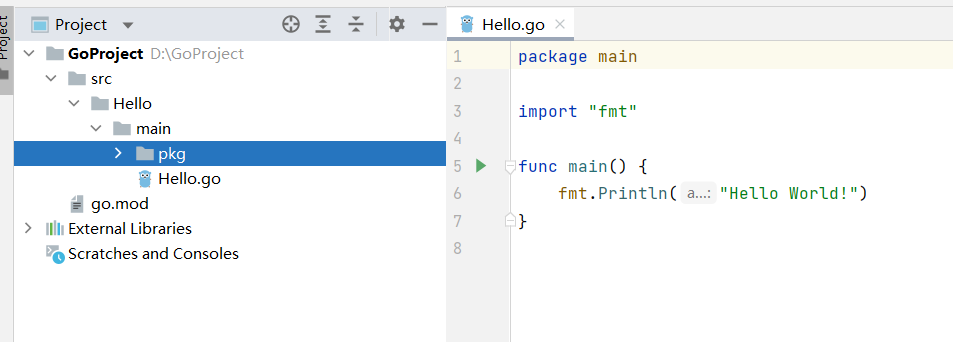 Project
Project
GoProject D:\GoProject
src
Hello
main
pkg
Hello.go
go.mod
External Libraries
Scratches and Consoles
Hello.go
1 package main
2
3 import "fmt"
4
5 func main() {
6 fmt.Println( a...: "Hello World!")
7 }
8